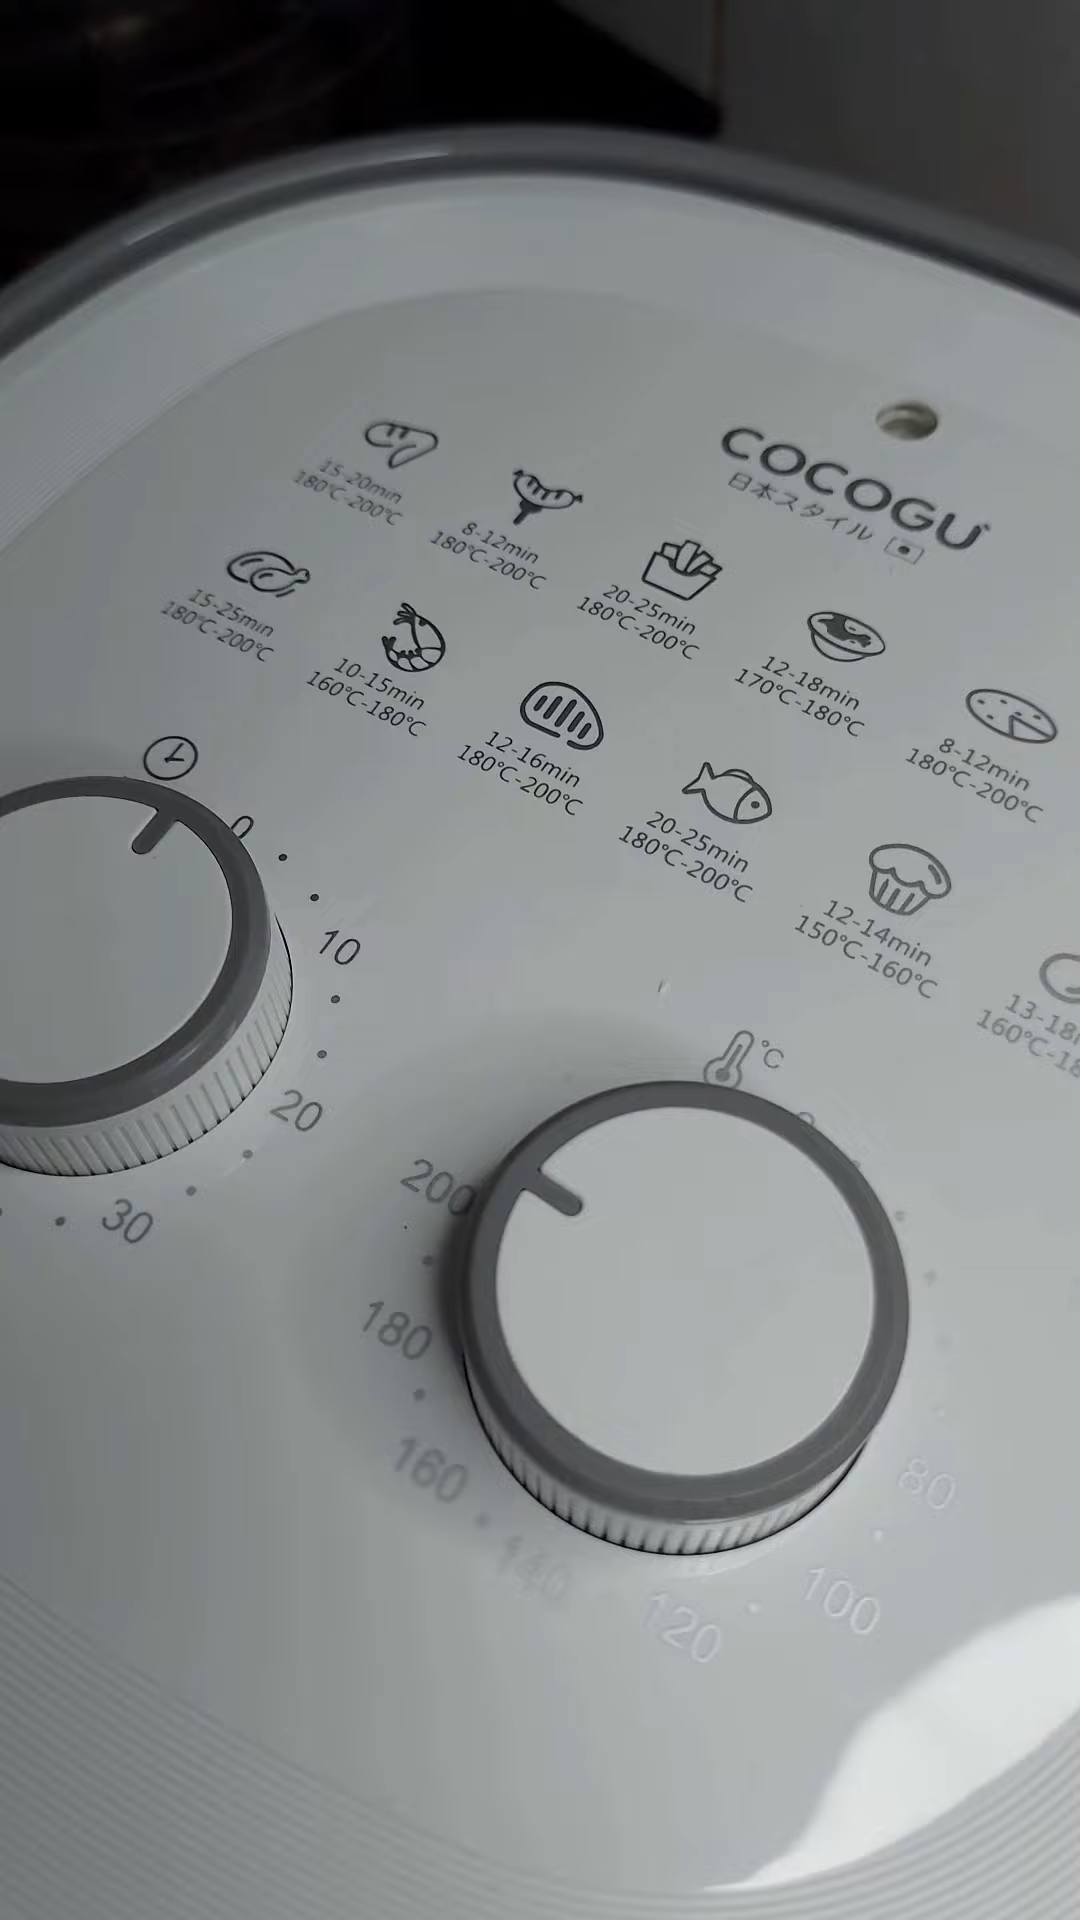 COCOGU
日本スタイル
15-20min
180℃-200℃
8-12min
180℃-200℃
20-25min
180℃-200℃
12-18min
170℃-180℃
8-12min
180℃-200℃
15-25min
180℃-200℃
10-15min
160℃-180℃
12-16min
180℃-200℃
20-25min
180℃-200℃
12-14min
150℃-160℃
0
10
20
30
℃
200
180
160
140
120
100
80